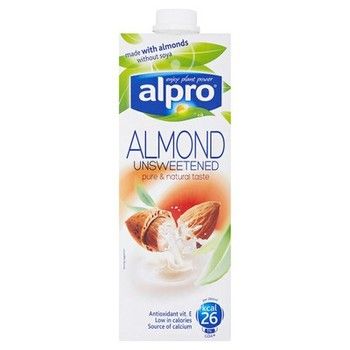 made with almonds
without soya
enjoy plant power
alpro
ALMOND
UNSWEETENED
pure & natural taste
Antioxidant vit. E
Low in calories
Source of calcium
kcal
26